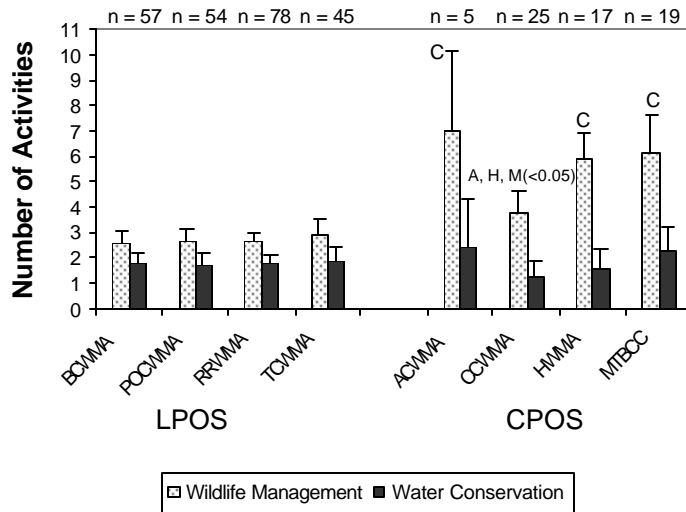 n = 57 n = 54 n = 78 n = 45 n = 5 n = 25 n = 17 n = 19
Number of Activities
11
10
9
8
7
6
5
4
3
2
1
0
C
C
C
A, H, M(<0.05)
BCWMA POCWMA RRWMA TCWMA ACWMA CCWMA HWMA MTBCC
LPOS CPOS
Wildlife Management Water Conservation